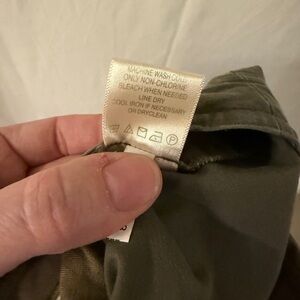 MACHINE WASH COLD
ONLY NON-CHLORINE
BLEACH WHEN NEEDED
LINE DRY
COOL IRON IF NECESSARY
OR DRYCLEAN